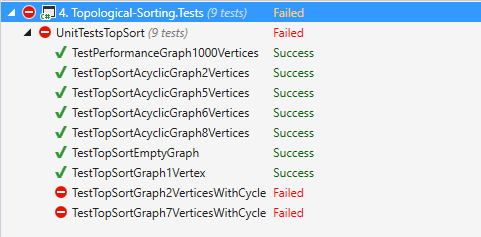 4. Topological-Sorting.Tests (9 tests) Failed
UnitTestsTopSort (9 tests) Failed
TestPerformanceGraph1000Vertices Success
TestTopSortAcyclicGraph2Vertices Success
TestTopSortAcyclicGraph5Vertices Success
TestTopSortAcyclicGraph6Vertices Success
TestTopSortAcyclicGraph8Vertices Success
TestTopSortEmptyGraph Success
TestTopSortGraph1Vertex Success
TestTopSortGraph2VerticesWithCycle Failed
TestTopSortGraph7VerticesWithCycle Failed